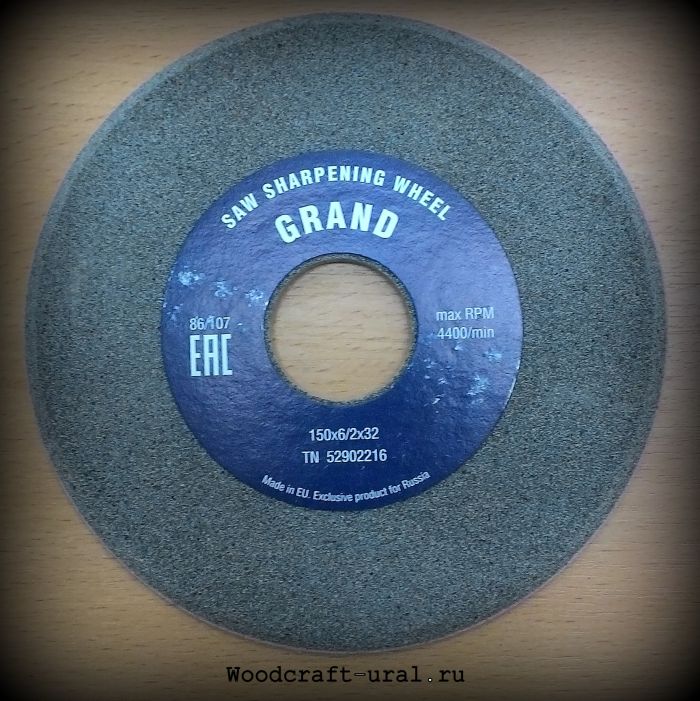 SAW SHARPENING WHEEL
GRAND
86/107
EAC
max RPM
4400/min
150x6/2x32
TN 52902216
Made in EU. Exclusive product for Russia
Woodcraft-ural.ru